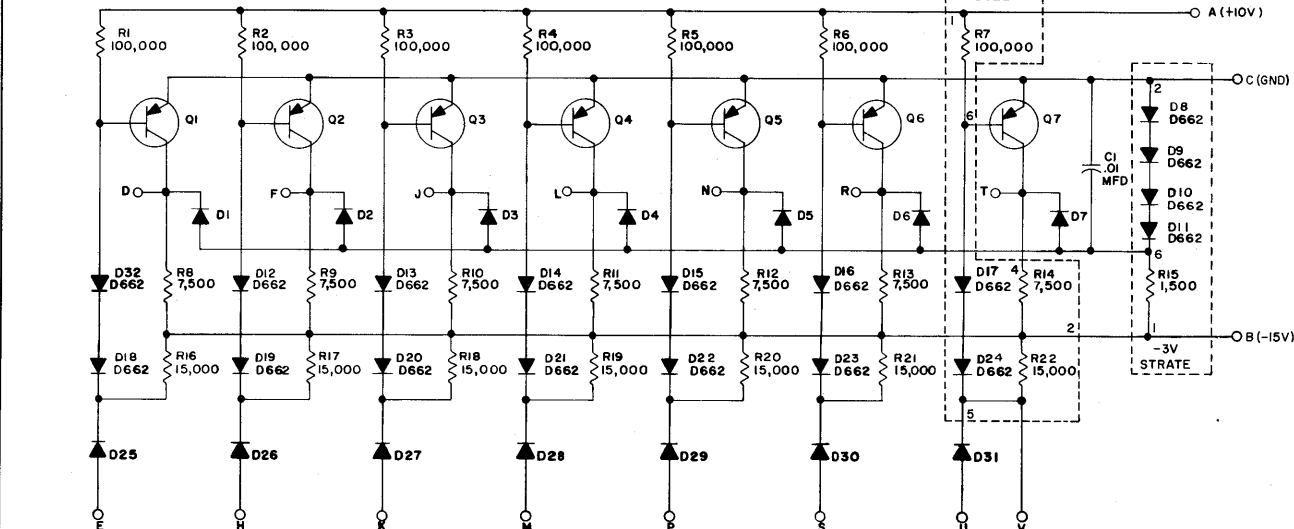 A (+10V)
R1 100,000
R2 100,000
R3 100,000
R4 100,000
R5 100,000
R6 100,000
1
R7 100,000
C (GND)
2
D8 D662
Q1
Q2
Q3
Q4
Q5
Q6
6
Q7
C1 .01 MFD
D9 D662
D10 D662
D11 D662
D
F
J
L
N
R
T
D1
D2
D3
D4
D5
D6
D7
6
D32 D662
R8 7,500
D12 D662
R9 7,500
D13 D662
R10 7,500
D14 D662
R11 7,500
D15 D662
R12 7,500
D16 D662
R13 7,500
D17 D662
4
R14 7,500
R15 1,500
2
1
B (-15V)
-3V
STRATE
D18 D662
R16 15,000
D19 D662
R17 15,000
D20 D662
R18 15,000
D21 D662
R19 15,000
D22 D662
R20 15,000
D23 D662
R21 15,000
D24 D662
R22 15,000
5
D25
D26
D27
D28
D29
D30
D31